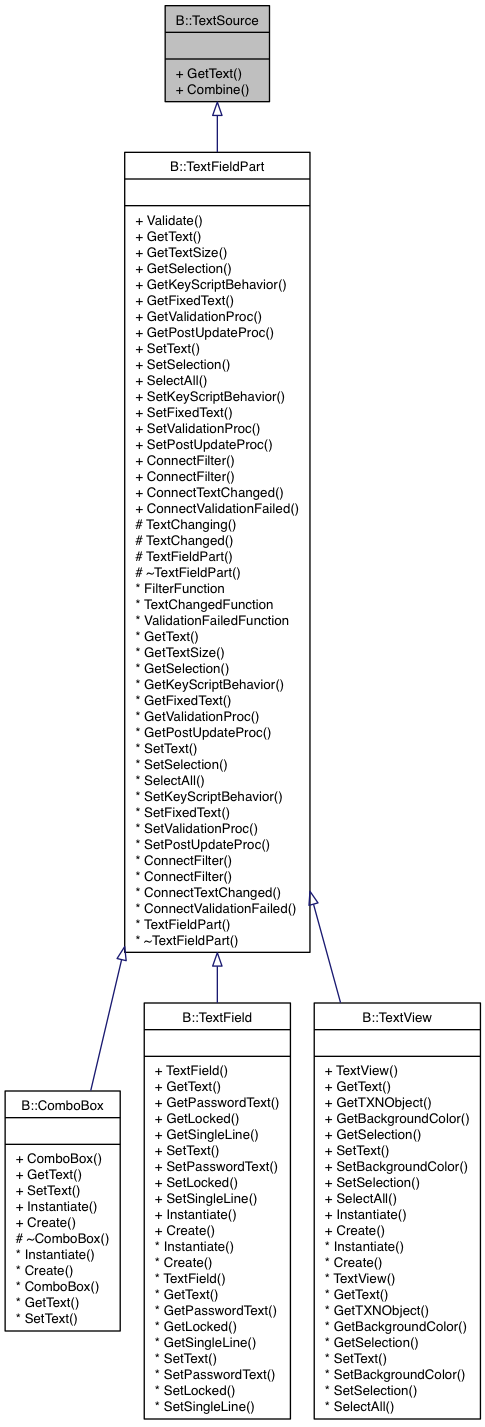 B::TextSource
+ GetText()
+ Combine()
B::TextFieldPart
+ Validate()
+ GetText()
+ GetTextSize()
+ GetSelection()
+ GetKeyScriptBehavior()
+ GetFixedText()
+ GetValidationProc()
+ GetPostUpdateProc()
+ SetText()
+ SetSelection()
+ SelectAll()
+ SetKeyScriptBehavior()
+ SetFixedText()
+ SetValidationProc()
+ SetPostUpdateProc()
+ ConnectFilter()
+ ConnectFilter()
+ ConnectTextChanged()
+ ConnectValidationFailed()
# TextChanging()
# TextChanged()
# TextFieldPart()
# ~TextFieldPart()
* FilterFunction
* TextChangedFunction
* ValidationFailedFunction
* GetText()
* GetTextSize()
* GetSelection()
* GetKeyScriptBehavior()
* GetFixedText()
* GetValidationProc()
* GetPostUpdateProc()
* SetText()
* SetSelection()
* SelectAll()
* SetKeyScriptBehavior()
* SetFixedText()
* SetValidationProc()
* SetPostUpdateProc()
* ConnectFilter()
* ConnectFilter()
* ConnectTextChanged()
* ConnectValidationFailed()
* TextFieldPart()
* ~TextFieldPart()
B::ComboBox
+ ComboBox()
+ GetText()
+ SetText()
+ Instantiate()
+ Create()
# ~ComboBox()
* Instantiate()
* Create()
* ComboBox()
* GetText()
* SetText()
B::TextField
+ TextField()
+ GetText()
+ GetPasswordText()
+ GetLocked()
+ GetSingleLine()
+ SetText()
+ SetPasswordText()
+ SetLocked()
+ SetSingleLine()
+ Instantiate()
+ Create()
* Instantiate()
* Create()
* TextField()
* GetText()
* GetPasswordText()
* GetLocked()
* GetSingleLine()
* SetText()
* SetPasswordText()
* SetLocked()
* SetSingleLine()
B::TextView
+ TextView()
+ GetText()
+ GetTXNObject()
+ GetBackgroundColor()
+ GetSelection()
+ SetText()
+ SetBackgroundColor()
+ SetSelection()
+ SelectAll()
+ Instantiate()
+ Create()
* Instantiate()
* Create()
* TextView()
* GetText()
* GetTXNObject()
* GetBackgroundColor()
* GetSelection()
* SetText()
* SetBackgroundColor()
* SetSelection()
* SelectAll()